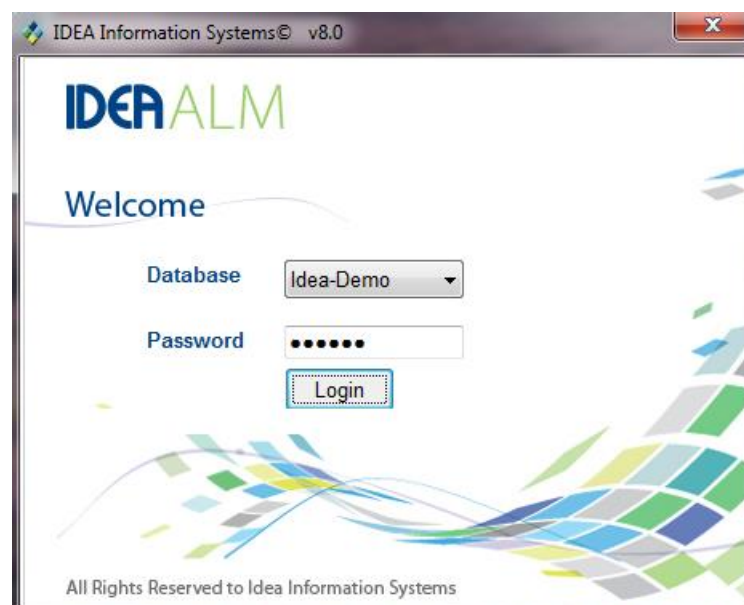 IDEA Information Systems© v8.0
IDEA ALM
Welcome
Database Idea-Demo
Password ●●●●●●
Login
All Rights Reserved to Idea Information Systems